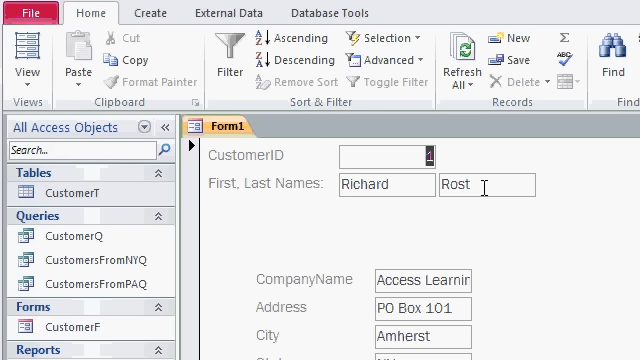 File
Home
Create
External Data
Database Tools
View
Views
Paste
Cut
Copy
Format Painter
Clipboard
Filter
Ascending
Descending
Remove Sort
Selection
Advanced
Toggle Filter
Sort & Filter
Refresh
All
New
Save
Delete
Σ
ABC
Records
Find
Find
All Access Objects
Search...
Tables
CustomerT
Queries
CustomerQ
CustomersFromNYQ
CustomersFromPAQ
Forms
CustomerF
Reports
Form1
CustomerID 1
First, Last Names: Richard Rost
CompanyName Access Learnin
Address PO Box 101
City Amherst